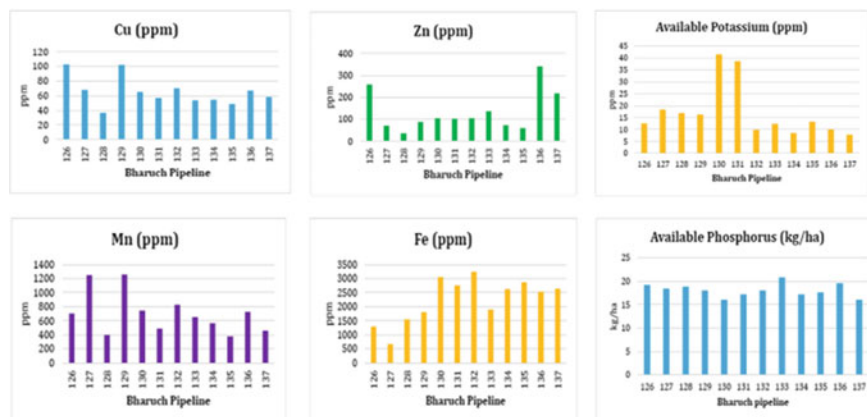 Cu (ppm)
120
100
80
60
40
20
0
ppm
126 127 128 129 130 131 132 133 134 135 136 137
Bharuch Pipeline
Zn (ppm)
400
300
200
100
0
ppm
126 127 128 129 130 131 132 133 134 135 136 137
Bharuch Pipeline
Available Potassium (ppm)
45
40
35
30
25
20
15
10
5
0
ppm
126 127 128 129 130 131 132 133 134 135 136 137
Bharuch Pipeline
Mn (ppm)
1400
1200
1000
800
600
400
200
0
ppm
126 127 128 129 130 131 132 133 134 135 136 137
Bharuch Pipeline
Fe (ppm)
3500
3000
2500
2000
1500
1000
500
0
ppm
126 127 128 129 130 131 132 133 134 135 136 137
Bharuch Pipeline
Available Phosphorus (kg/ha)
25
20
15
10
5
0
kg/ha
126 127 128 129 130 131 132 133 134 135 136 137
Bharuch pipeline